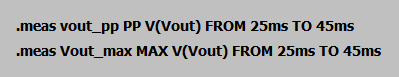 .meas vout_pp PP V(Vout) FROM 25ms TO 45ms
.meas Vout_max MAX V(Vout) FROM 25ms TO 45ms